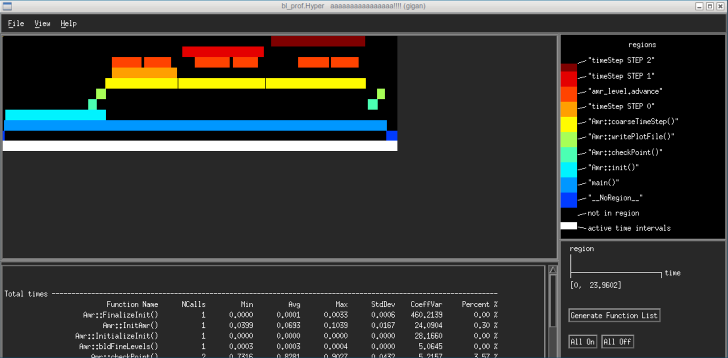 bl_prof.Hyper aaaaaaaaaaaaaaaa!!!! (gigan)
File View Help
regions
"timeStep STEP 2"
"timeStep STEP 1"
"amr_level.advance"
"timeStep STEP 0"
"Amr::coarseTimeStep()"
"Amr::writePlotFile()"
"Amr::checkPoint()"
"Amr::init()"
"main()"
"__NoRegion__"
not in region
active time intervals
region
time
[0, 23.9602]
Generate Function List
All On All Off
Total times
Function Name NCalls Min Avg Max StdDev CoeffVar Percent %
Amr::FinalizeInit() 1 0.0000 0.0001 0.0033 0.0006 460.2139 0.00 %
Amr::InitAmr() 1 0.0399 0.0693 0.1039 0.0167 24.0904 0.30 %
Amr::InitializeInit() 1 0.0000 0.0000 0.0000 0.0000 28.1660 0.00 %
Amr::bldFineLevels() 1 0.0003 0.0003 0.0004 0.0000 5.0645 0.00 %
Amr::checkPoint() 2 0.7316 0.8281 0.9027 0.0432 5.2157 3.57 %